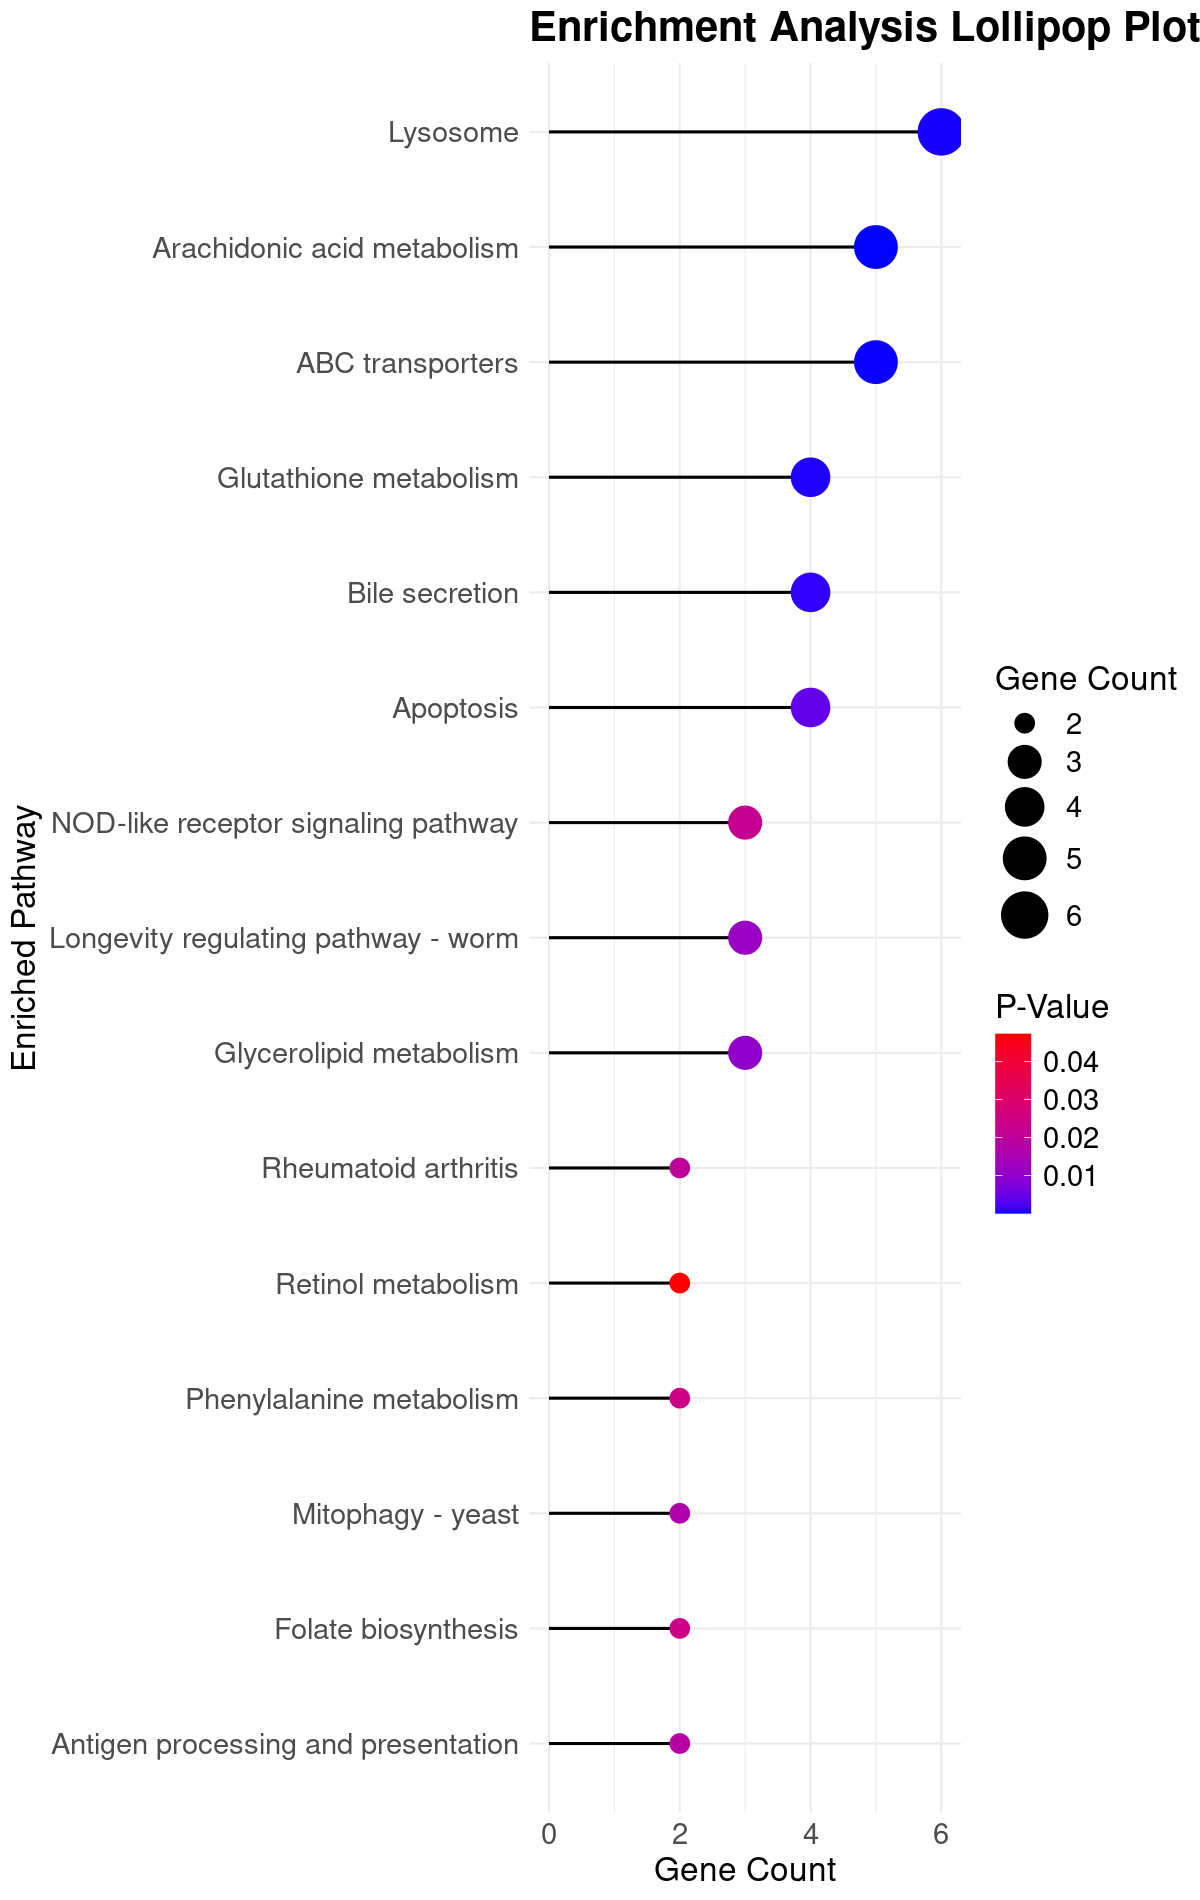 Enrichment Analysis Lollipop Plot
Lysosome
Arachidonic acid metabolism
ABC transporters
Glutathione metabolism
Bile secretion
Apoptosis
NOD-like receptor signaling pathway
Longevity regulating pathway - worm
Glycerolipid metabolism
Rheumatoid arthritis
Retinol metabolism
Phenylalanine metabolism
Mitophagy - yeast
Folate biosynthesis
Antigen processing and presentation
Enriched Pathway
0 2 4 6
Gene Count
Gene Count
2
3
4
5
6
P-Value
0.04
0.03
0.02
0.01